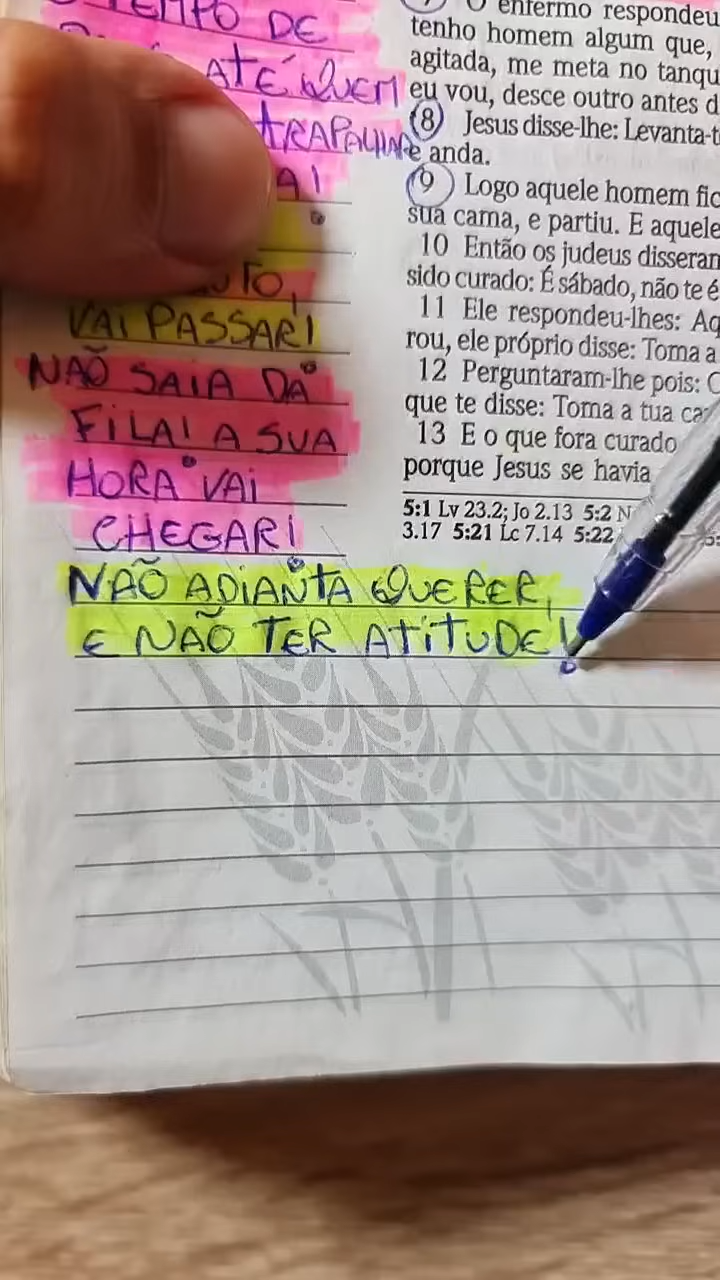 TEMPO DE
ATÉ QUEM
ATRAPALHAR
VAI PASSAR!
NÃO SAIA DA
FILA! A SUA
HORA VAI
CHEGAR!
NÃO ADIANTA QUERER,
E NÃO TER ATITUDE!
O enfermo respondeu
tenho homem algum que,
agitada, me meta no tanqu
eu vou, desce outro antes d
8 Jesus disse-lhe: Levanta-t
e anda.
9 Logo aquele homem fic
sua cama, e partiu. E aquele
10 Então os judeus disseram
sido curado: É sábado, não te é
11 Ele respondeu-lhes: Aq
rou, ele próprio disse: Toma a
12 Perguntaram-lhe pois:
que te disse: Toma a tua ca
13 E o que fora curado
porque Jesus se havia
5:1 Lv 23.2; Jo 2.13 5:2 N
3.17 5:21 Lc 7.14 5:22